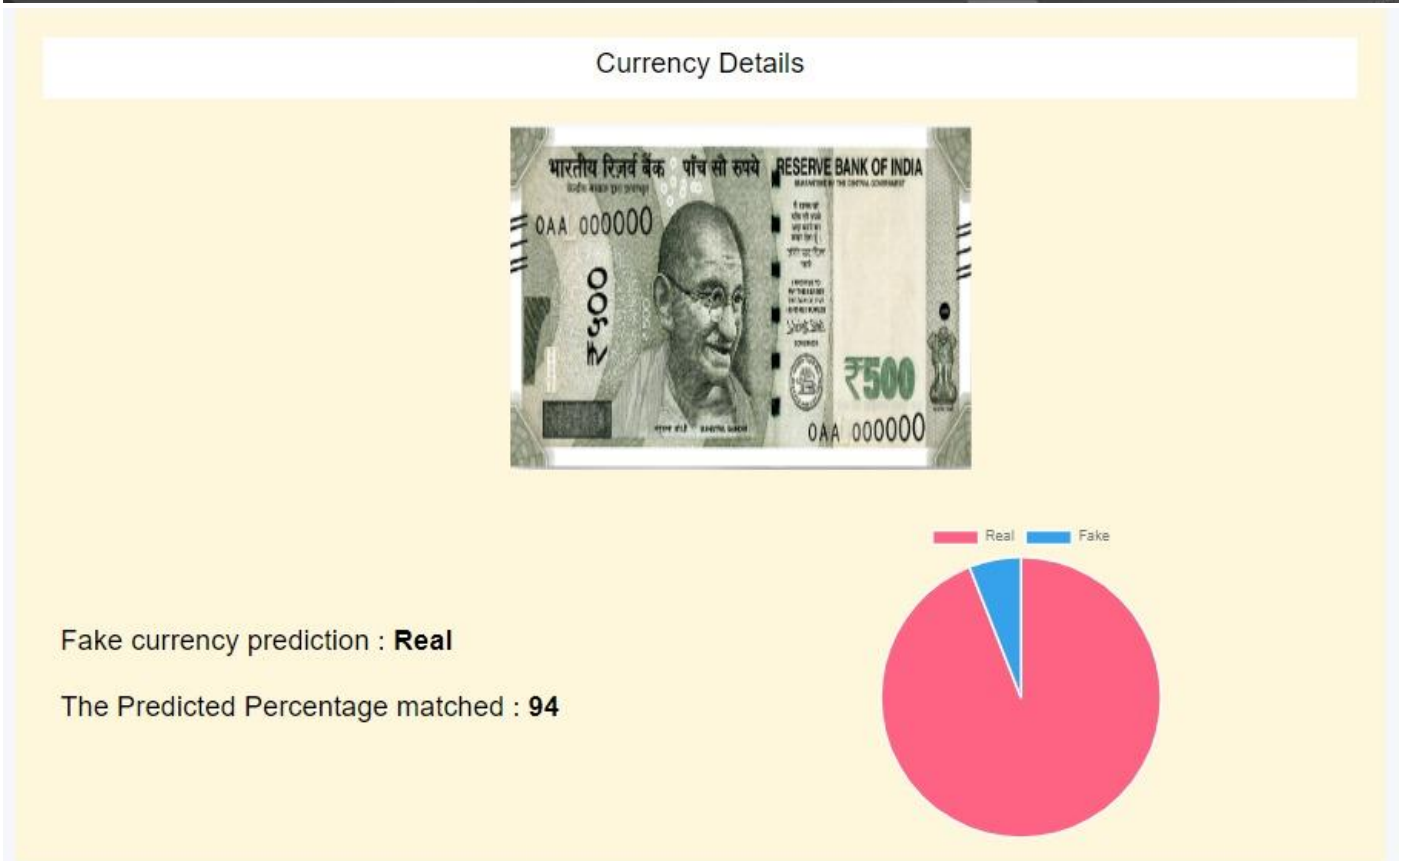 Currency Details
भारतीय रिज़र्व बैंक पाँच सौ रुपये RESERVE BANK OF INDIA
0AA 000000
₹५००
₹500
0AA 000000
Real Fake
Fake currency prediction : Real
The Predicted Percentage matched : 94